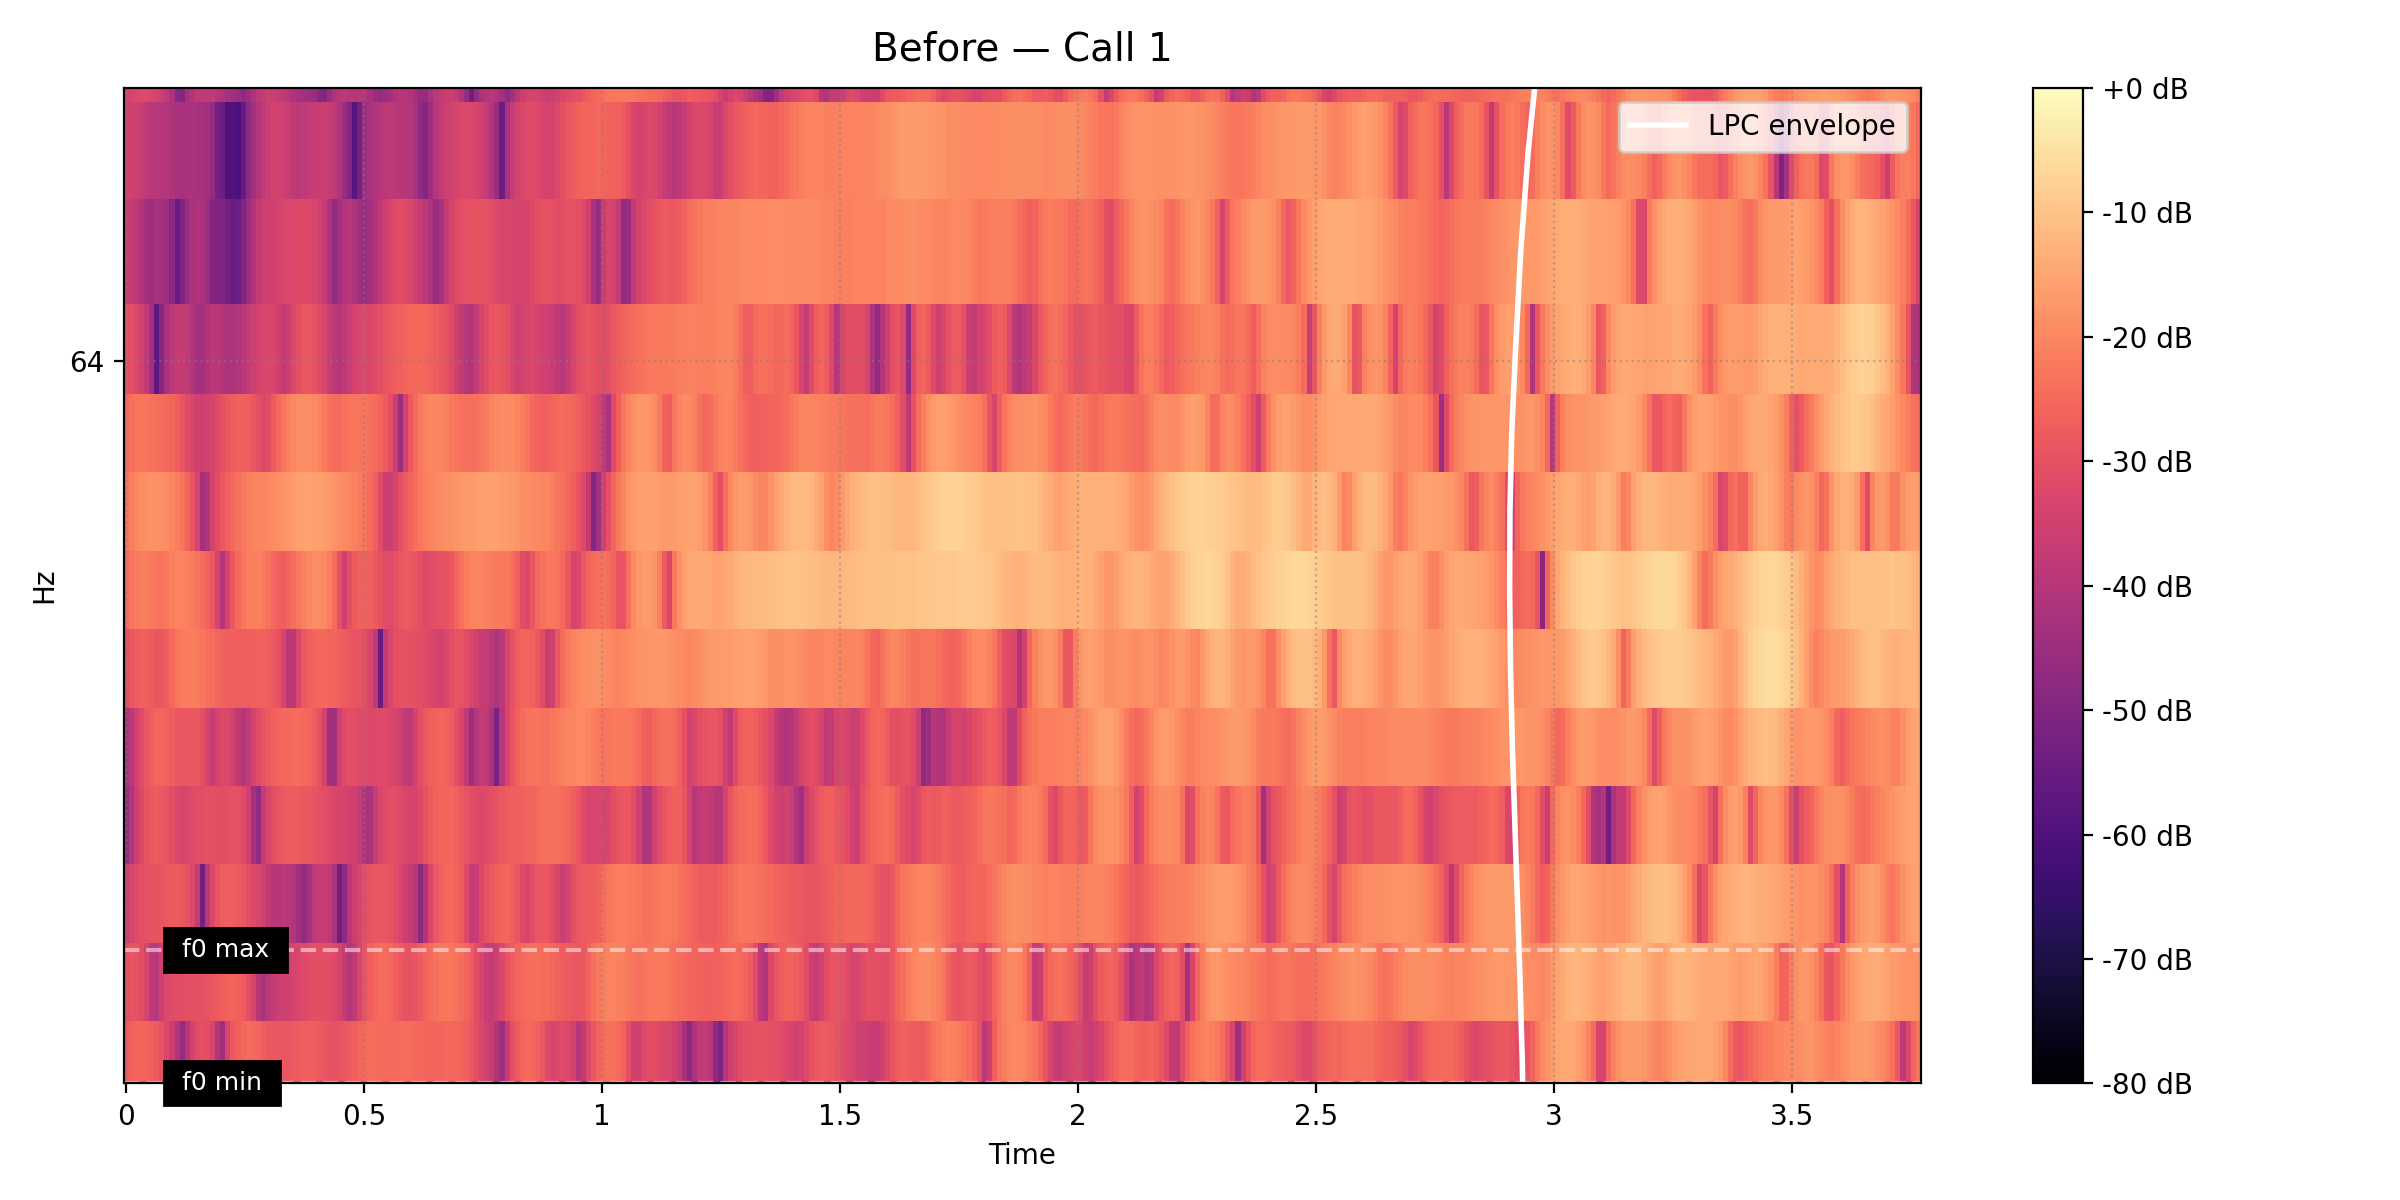 Before — Call 1
LPC envelope
64
Hz
f0 max
f0 min
0 0.5 1 1.5 2 2.5 3 3.5
Time
+0 dB
-10 dB
-20 dB
-30 dB
-40 dB
-50 dB
-60 dB
-70 dB
-80 dB